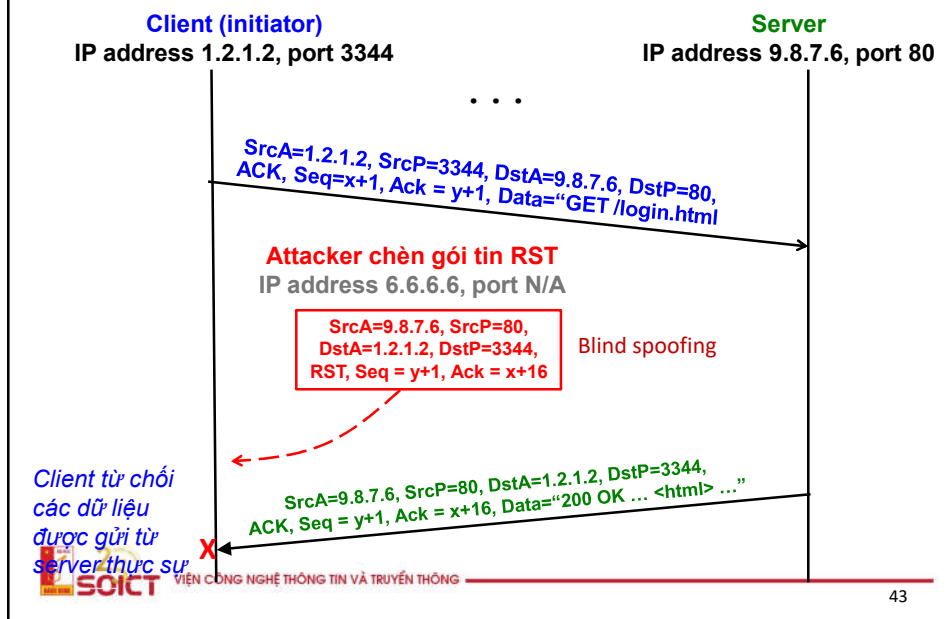 Client (initiator)
IP address 1.2.1.2, port 3344
Server
IP address 9.8.7.6, port 80
. . .
SrcA=1.2.1.2, SrcP=3344, DstA=9.8.7.6, DstP=80,
ACK, Seq=x+1, Ack = y+1, Data=“GET /login.html
Attacker chèn gói tin RST
IP address 6.6.6.6, port N/A
SrcA=9.8.7.6, SrcP=80,
DstA=1.2.1.2, DstP=3344,
RST, Seq = y+1, Ack = x+16
Blind spoofing
SrcA=9.8.7.6, SrcP=80, DstA=1.2.1.2, DstP=3344,
ACK, Seq = y+1, Ack = x+16, Data=“200 OK … <html> …”
Client từ chối
các dữ liệu
được gửi từ
server thực sự
X
SOICT
VIỆN CÔNG NGHỆ THÔNG TIN VÀ TRUYỀN THÔNG
43